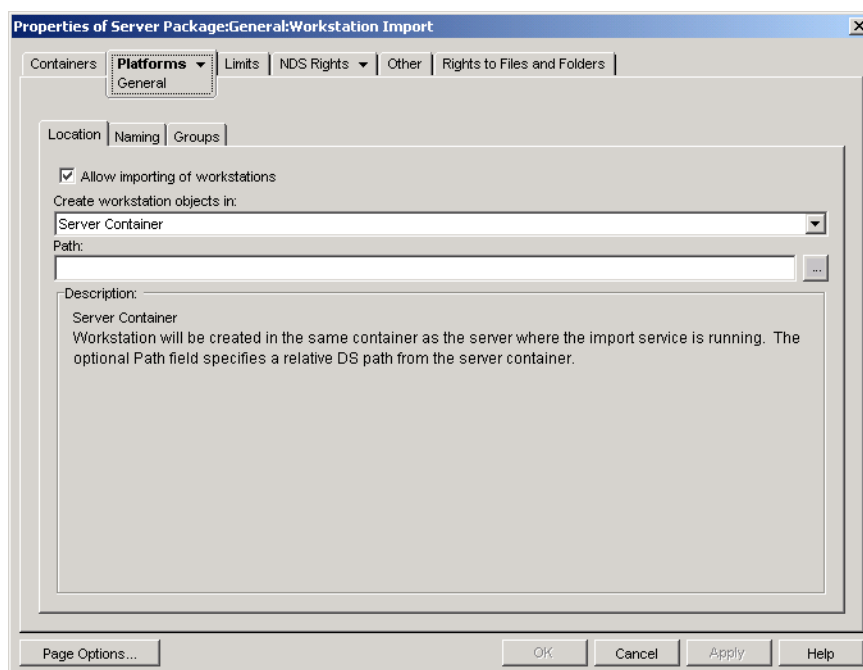 Properties of Server Package:General:Workstation Import
Containers Platforms Limits NDS Rights Other Rights to Files and Folders
General
Location Naming Groups
Allow importing of workstations
Create workstation objects in:
Server Container
Path:
...
Description:
Server Container
Workstation will be created in the same container as the server where the import service is running. The
optional Path field specifies a relative DS path from the server container.
Page Options... OK Cancel Apply Help